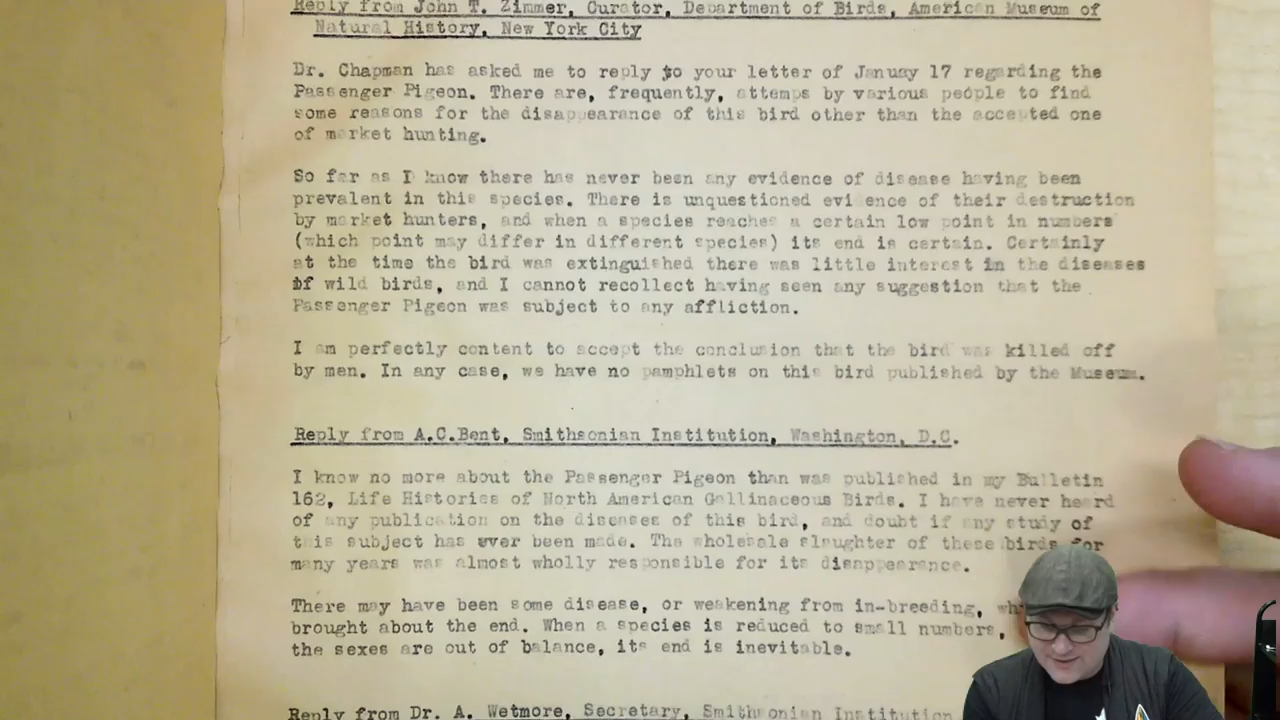 Reply from John T. Zimmer, Curator, Department of Birds, American Museum of
Natural History, New York City
Dr. Chapman has asked me to reply to your letter of Januay 17 regarding the
Passenger Pigeon. There are, frequently, attemps by various people to find
some reasons for the disappearance of this bird other than the accepted one
of market hunting.
So far as I know there has never been any evidence of disease having been
prevalent in this species. There is unquestioned evidence of their destruction
by market hunters, and when a species reaches a certain low point in numbers
(which point may differ in different species) its end is certain. Certainly
at the time the bird was extinguished there was little interest in the diseases
of wild birds, and I cannot recollect having seen any suggestion that the
Passenger Pigeon was subject to any affliction.
I am perfectly content to accept the conclusion that the bird was killed off
by men. In any case, we have no pamphlets on this bird published by the Museum.
Reply from A.C.Bent, Smithsonian Institution, Washington, D.C.
I know no more about the Passenger Pigeon than was published in my Bulletin
162, Life Histories of North American Gallinaceous Birds. I have never heard
of any publication on the diseases of this bird, and doubt if any study of
this subject has ever been made. The wholesale slaughter of these birds for
many years was almost wholly responsible for its disappearance.
There may have been some disease, or weakening from in-breeding,
brought about the end. When a species is reduced to small numbers,
the sexes are out of balance, its end is inevitable.
Reply from Dr. A. Wetmore, Secretary, Smithsonian Institution